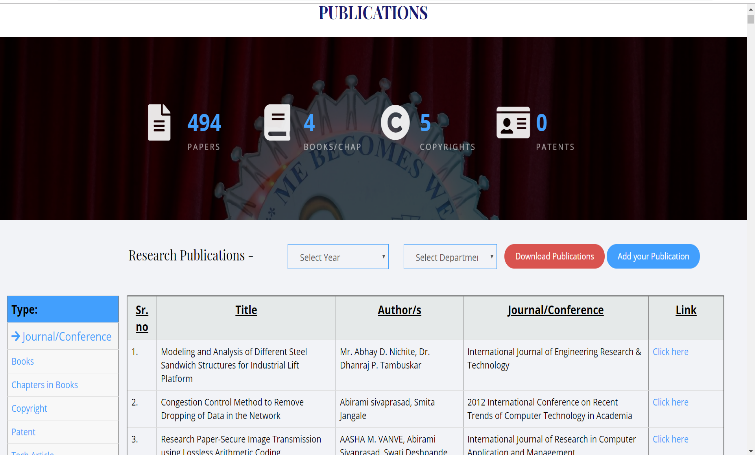 PUBLICATIONS
494
PAPERS
4
BOOKS/CHAP
5
COPYRIGHTS
0
PATENTS
ME BECOMES WE
Research Publications -
Select Year
Select Departmen
Download Publications
Add your Publication
Type:
Journal/Conference
Books
Chapters in Books
Copyright
Patent
Tech Article
Sr. no
Title
Author/s
Journal/Conference
Link
1.
Modeling and Analysis of Different Steel
Sandwich Structures for Industrial Lift
Platform
Mr. Abhay D. Nichite, Dr.
Dhanraj P. Tambuskar
International Journal of Engineering Research &
Technology
Click here
2.
Congestion Control Method to Remove
Dropping of Data in the Network
Abirami sivaprasad, Smita
Jangale
2012 International Conference on Recent
Trends of Computer Technology in Academia
Click here
3.
Research Paper-Secure Image Transmission
using Lossless Arithmetic Coding
AASHA M. VANVE, Abirami
Sivaprasad, Swati Deshpande
International Journal of Research in Computer
Application and Management
Click here